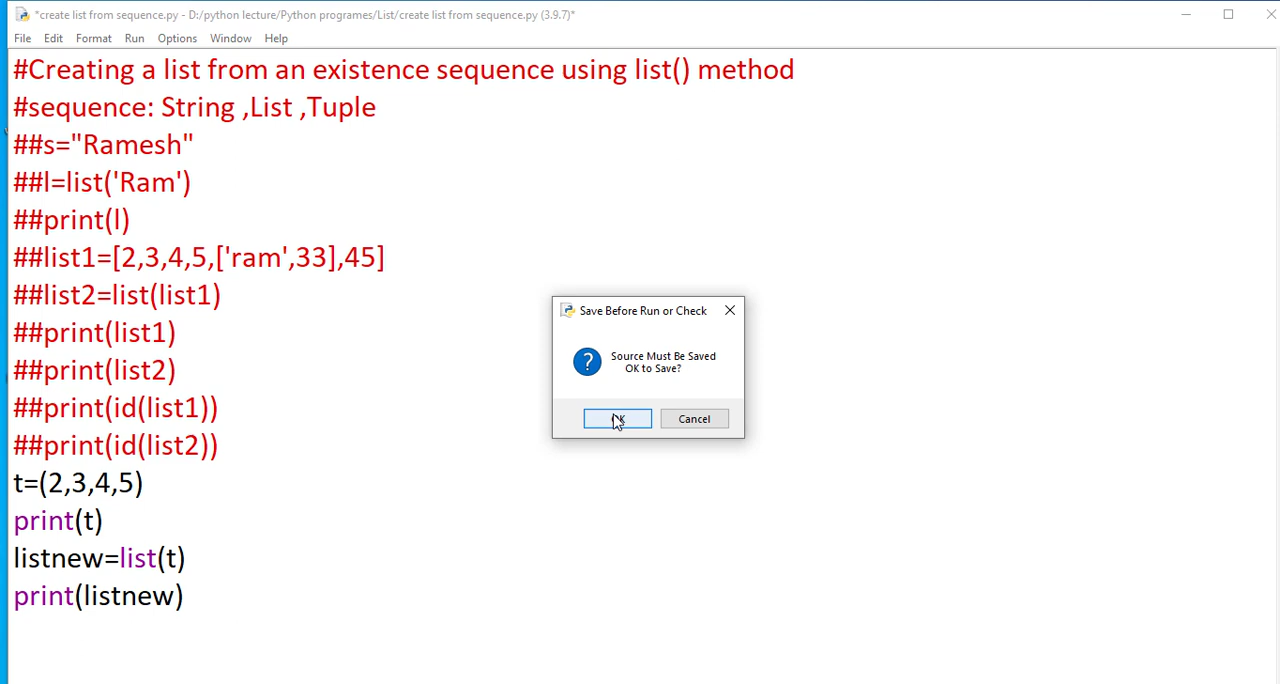 *create list from sequence.py - D:/python lecture/Python programes/List/create list from sequence.py (3.9.7)*
File Edit Format Run Options Window Help
#Creating a list from an existence sequence using list() method
#sequence: String ,List ,Tuple
##s="Ramesh"
##l=list('Ram')
##print(l)
##list1=[2,3,4,5,['ram',33],45]
##list2=list(list1)
##print(list1)
##print(list2)
##print(id(list1))
##print(id(list2))
t=(2,3,4,5)
print(t)
listnew=list(t)
print(listnew)
Save Before Run or Check
Source Must Be Saved
OK to Save?
Cancel